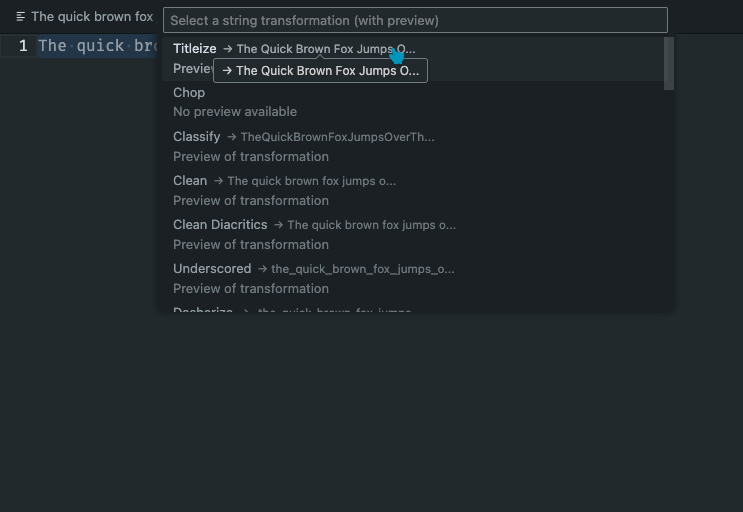 The quick brown fox
Select a string transformation (with preview)
1 The quick bro
Titleize → The Quick Brown Fox Jumps O...
Previe
→ The Quick Brown Fox Jumps O...
Chop
No preview available
Classify → TheQuickBrownFoxJumpsOverTh...
Preview of transformation
Clean → The quick brown fox jumps o...
Preview of transformation
Clean Diacritics → The quick brown fox jumps o...
Preview of transformation
Underscored → the_quick_brown_fox_jumps_o...
Preview of transformation